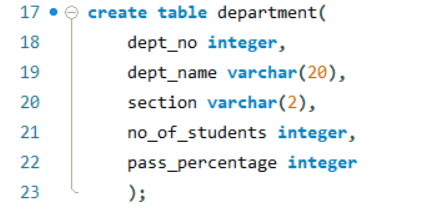 17 create table department(
18 dept_no integer,
19 dept_name varchar(20),
20 section varchar(2),
21 no_of_students integer,
22 pass_percentage integer
23 );